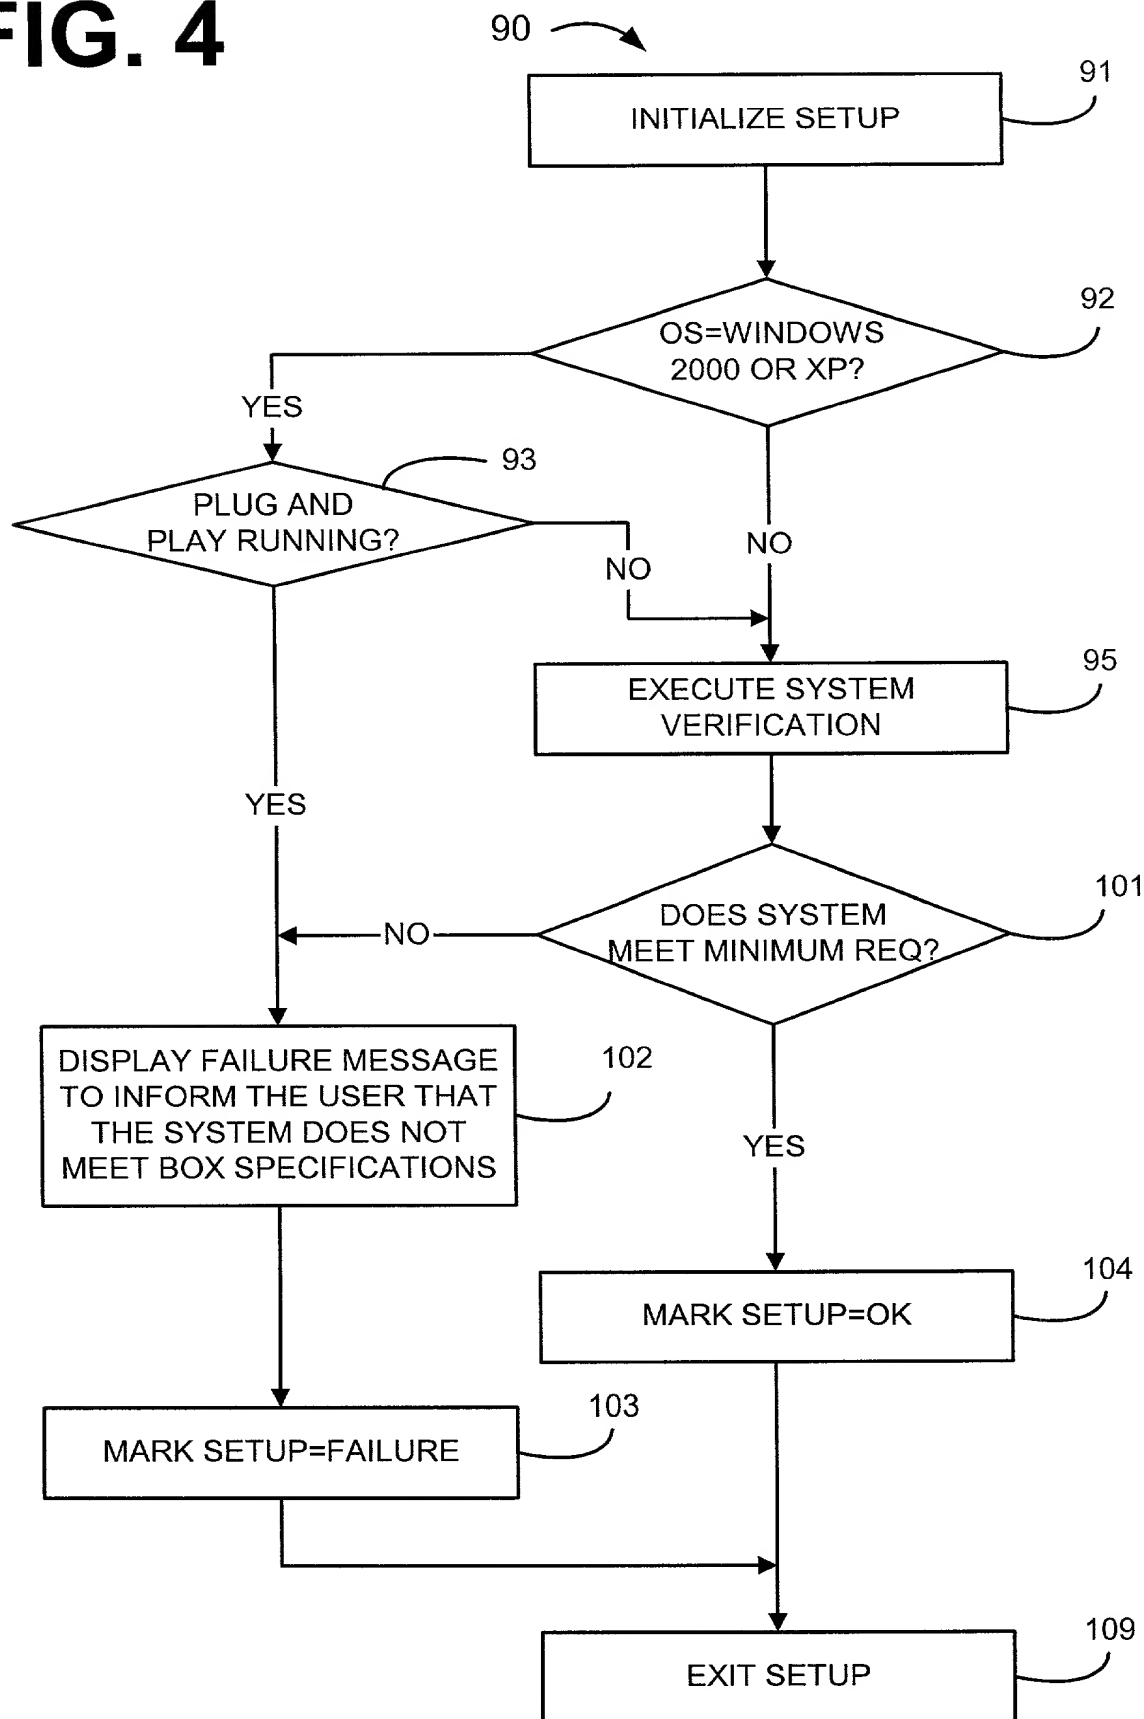 FIG. 4
90
91
INITIALIZE SETUP
92
OS=WINDOWS
2000 OR XP?
YES
93
PLUG AND
PLAY RUNNING?
NO
NO
95
EXECUTE SYSTEM
VERIFICATION
YES
101
DOES SYSTEM
MEET MINIMUM REQ?
NO
102
DISPLAY FAILURE MESSAGE
TO INFORM THE USER THAT
THE SYSTEM DOES NOT
MEET BOX SPECIFICATIONS
YES
104
MARK SETUP=OK
103
MARK SETUP=FAILURE
109
EXIT SETUP